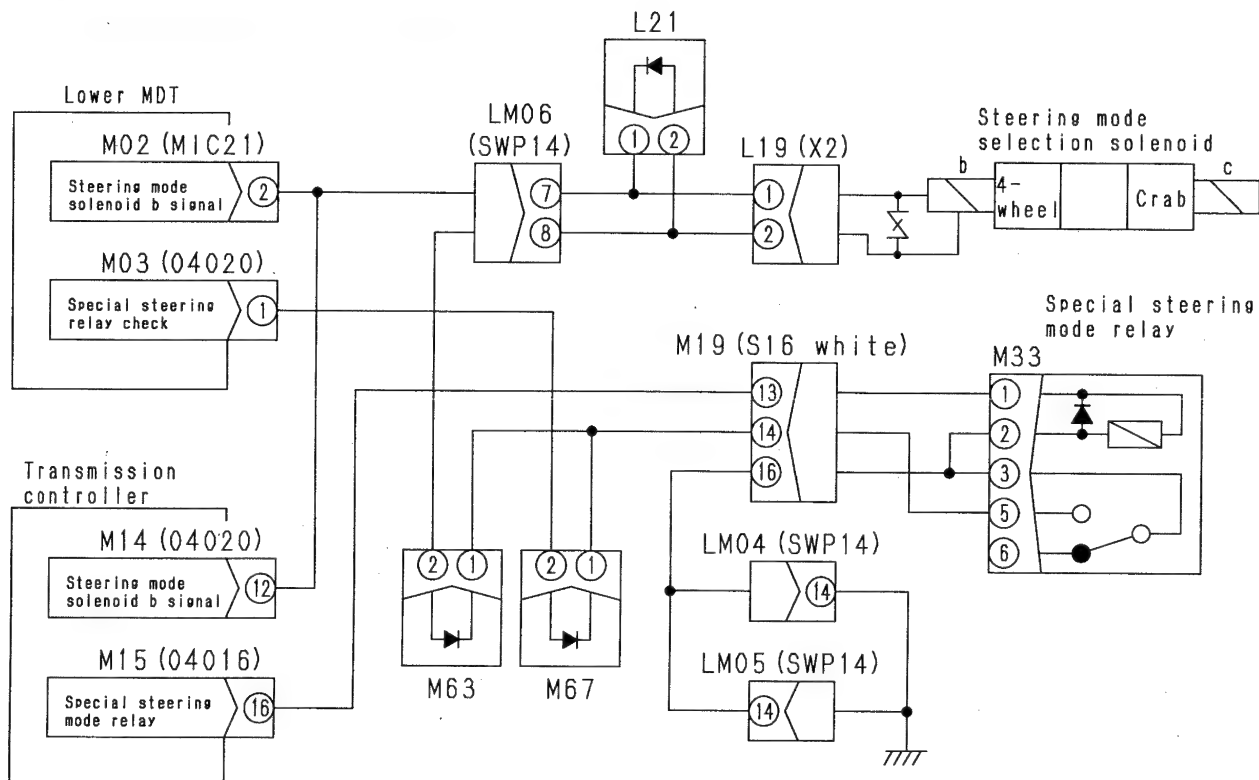 L21
1 2
Lower MDT
M02 (MIC21)
Steering mode
solenoid b signal
2
M03 (04020)
Special steering
relay check
1
LM06
(SWP14)
7
8
L19 (X2)
1
2
Steering mode
selection solenoid
b
4-
wheel
Crab
c
Special steering
mode relay
M19 (S16 white)
13
14
16
M33
1
2
3
5
6
Transmission
controller
M14 (04020)
Steering mode
solenoid b signal
12
M15 (04016)
Special steering
mode relay
16
2 1
M63
2 1
M67
LM04 (SWP14)
14
LM05 (SWP14)
14